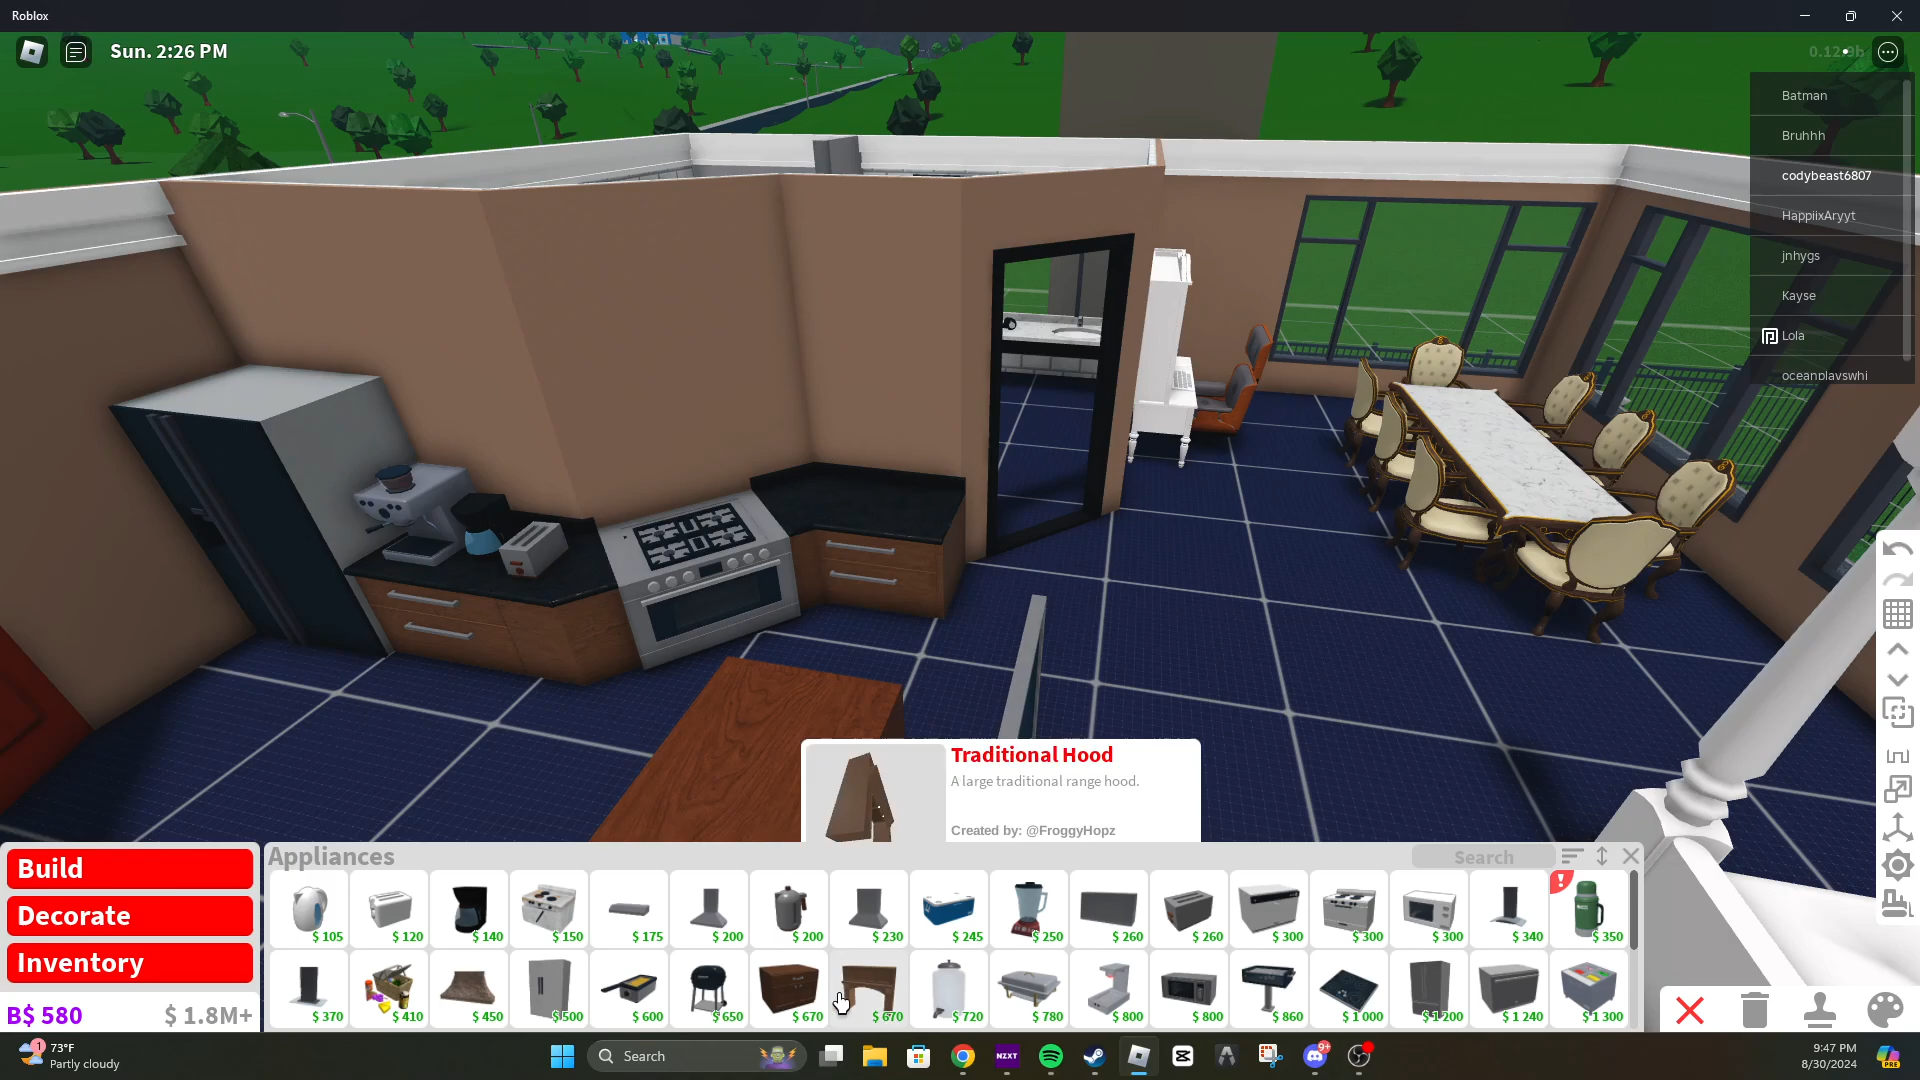 Roblox
Sun. 2:26 PM
Batman
Bruhhh
codybeast6807
HappiixAryyt
jnhygs
Kayse
Lola
oceanplayswhi
Traditional Hood
A large traditional range hood.
Created by: @FroggyHopz
Build
Decorate
Inventory
B$ 580
$ 1.8M+
Appliances
Search
$ 105
$ 120
$ 140
$ 150
$ 175
$ 200
$ 200
$ 230
$ 245
$ 250
$ 260
$ 260
$ 300
$ 300
$ 300
$ 340
$ 350
$ 370
$ 410
$ 450
$ 500
$ 600
$ 650
$ 670
$ 670
$ 720
$ 780
$ 800
$ 800
$ 860
$ 1 000
$ 1 200
$ 1 240
$ 1 300
1
73°F
Partly cloudy
Search
NZXT
9+
PRE
9:47 PM
8/30/2024